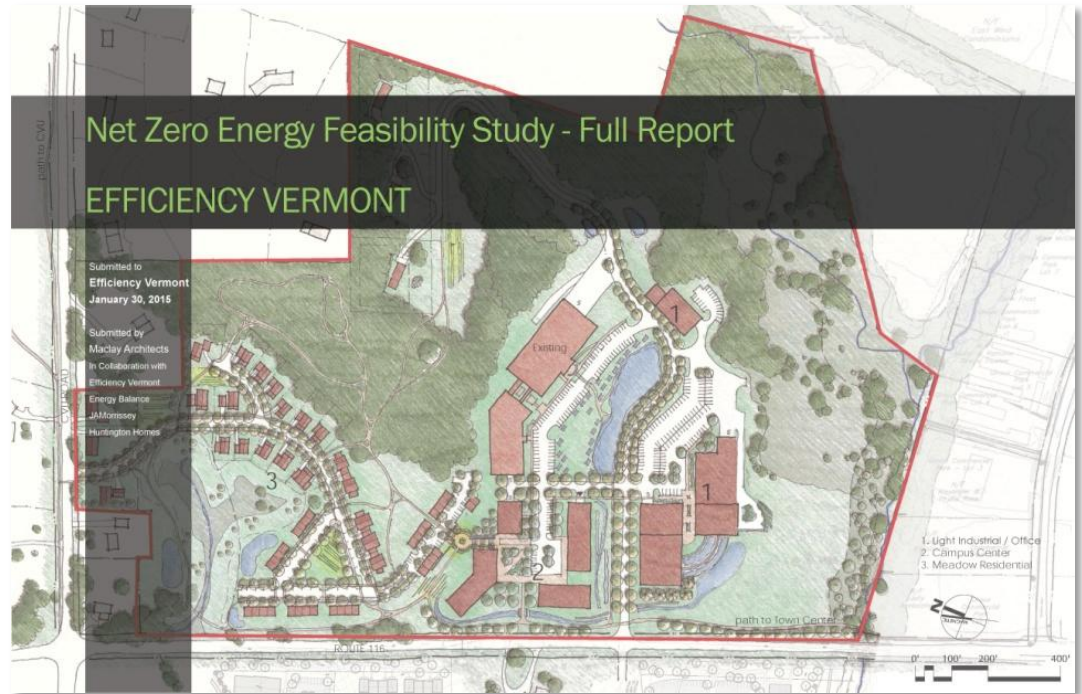 Net Zero Energy Feasibility Study - Full Report
EFFICIENCY VERMONT
path to CVU
Submitted to
Efficiency Vermont
January 30, 2015
Submitted by
Maclay Architects
In Collaboration with
Efficiency Vermont
Energy Balance
JAMorrissey
Huntington Homes
CVU ROAD
Existing
1
1
3
2
1. Light Industrial / Office
2. Campus Center
3. Meadow Residential
N
path to Town Center
ROUTE 116
0' 100' 200' 400'